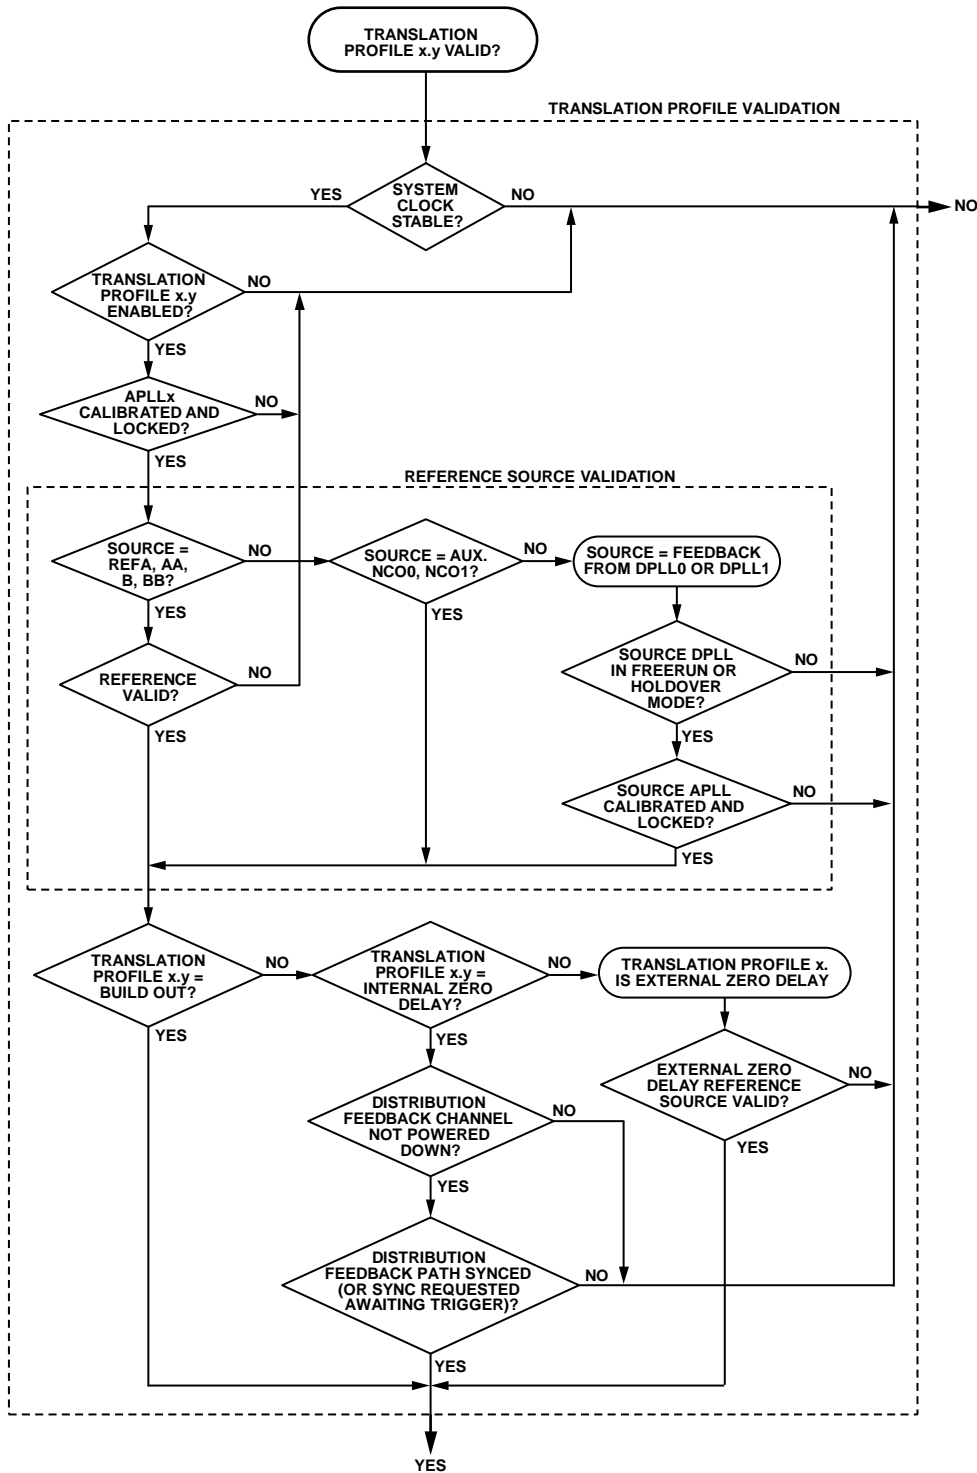 TRANSLATION
PROFILE x.y VALID?
TRANSLATION PROFILE VALIDATION
SYSTEM
CLOCK
STABLE?
YES
NO
NO
TRANSLATION
PROFILE x.y
ENABLED?
NO
YES
APLLx
CALIBRATED AND
LOCKED?
NO
YES
REFERENCE SOURCE VALIDATION
SOURCE =
REFA, AA,
B, BB?
NO
YES
SOURCE = AUX.
NCO0, NCO1?
NO
YES
SOURCE = FEEDBACK
FROM DPLL0 OR DPLL1
REFERENCE
VALID?
NO
YES
SOURCE DPLL
IN FREERUN OR
HOLDOVER
MODE?
NO
YES
SOURCE APLL
CALIBRATED AND
LOCKED?
NO
YES
TRANSLATION
PROFILE x.y =
BUILD OUT?
NO
YES
TRANSLATION
PROFILE x.y =
INTERNAL ZERO
DELAY?
NO
YES
TRANSLATION PROFILE x.
IS EXTERNAL ZERO DELAY
EXTERNAL ZERO
DELAY REFERENCE
SOURCE VALID?
NO
YES
DISTRIBUTION
FEEDBACK CHANNEL
NOT POWERED
DOWN?
NO
YES
DISTRIBUTION
FEEDBACK PATH SYNCED
(OR SYNC REQUESTED
AWAITING TRIGGER)?
NO
YES
YES